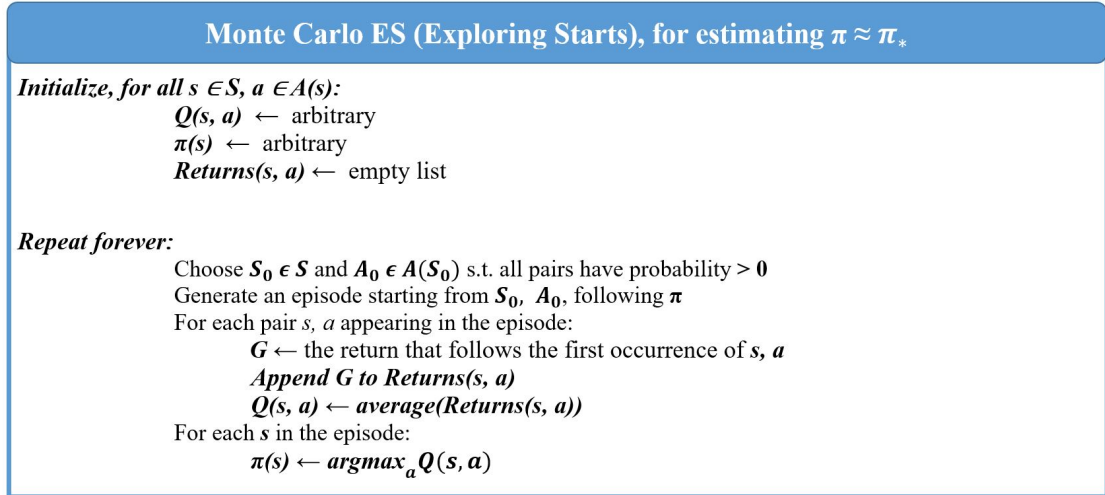 Monte Carlo ES (Exploring Starts), for estimating π ≈ π*
Initialize, for all s ∈ S, a ∈ A(s):
Q(s, a) ← arbitrary
π(s) ← arbitrary
Returns(s, a) ← empty list
Repeat forever:
Choose S₀ ϵ S and A₀ ϵ A(S₀) s.t. all pairs have probability > 0
Generate an episode starting from S₀, A₀, following π
For each pair s, a appearing in the episode:
G ← the return that follows the first occurrence of s, a
Append G to Returns(s, a)
Q(s, a) ← average(Returns(s, a))
For each s in the episode:
π(s) ← argmaxₐQ(s, a)